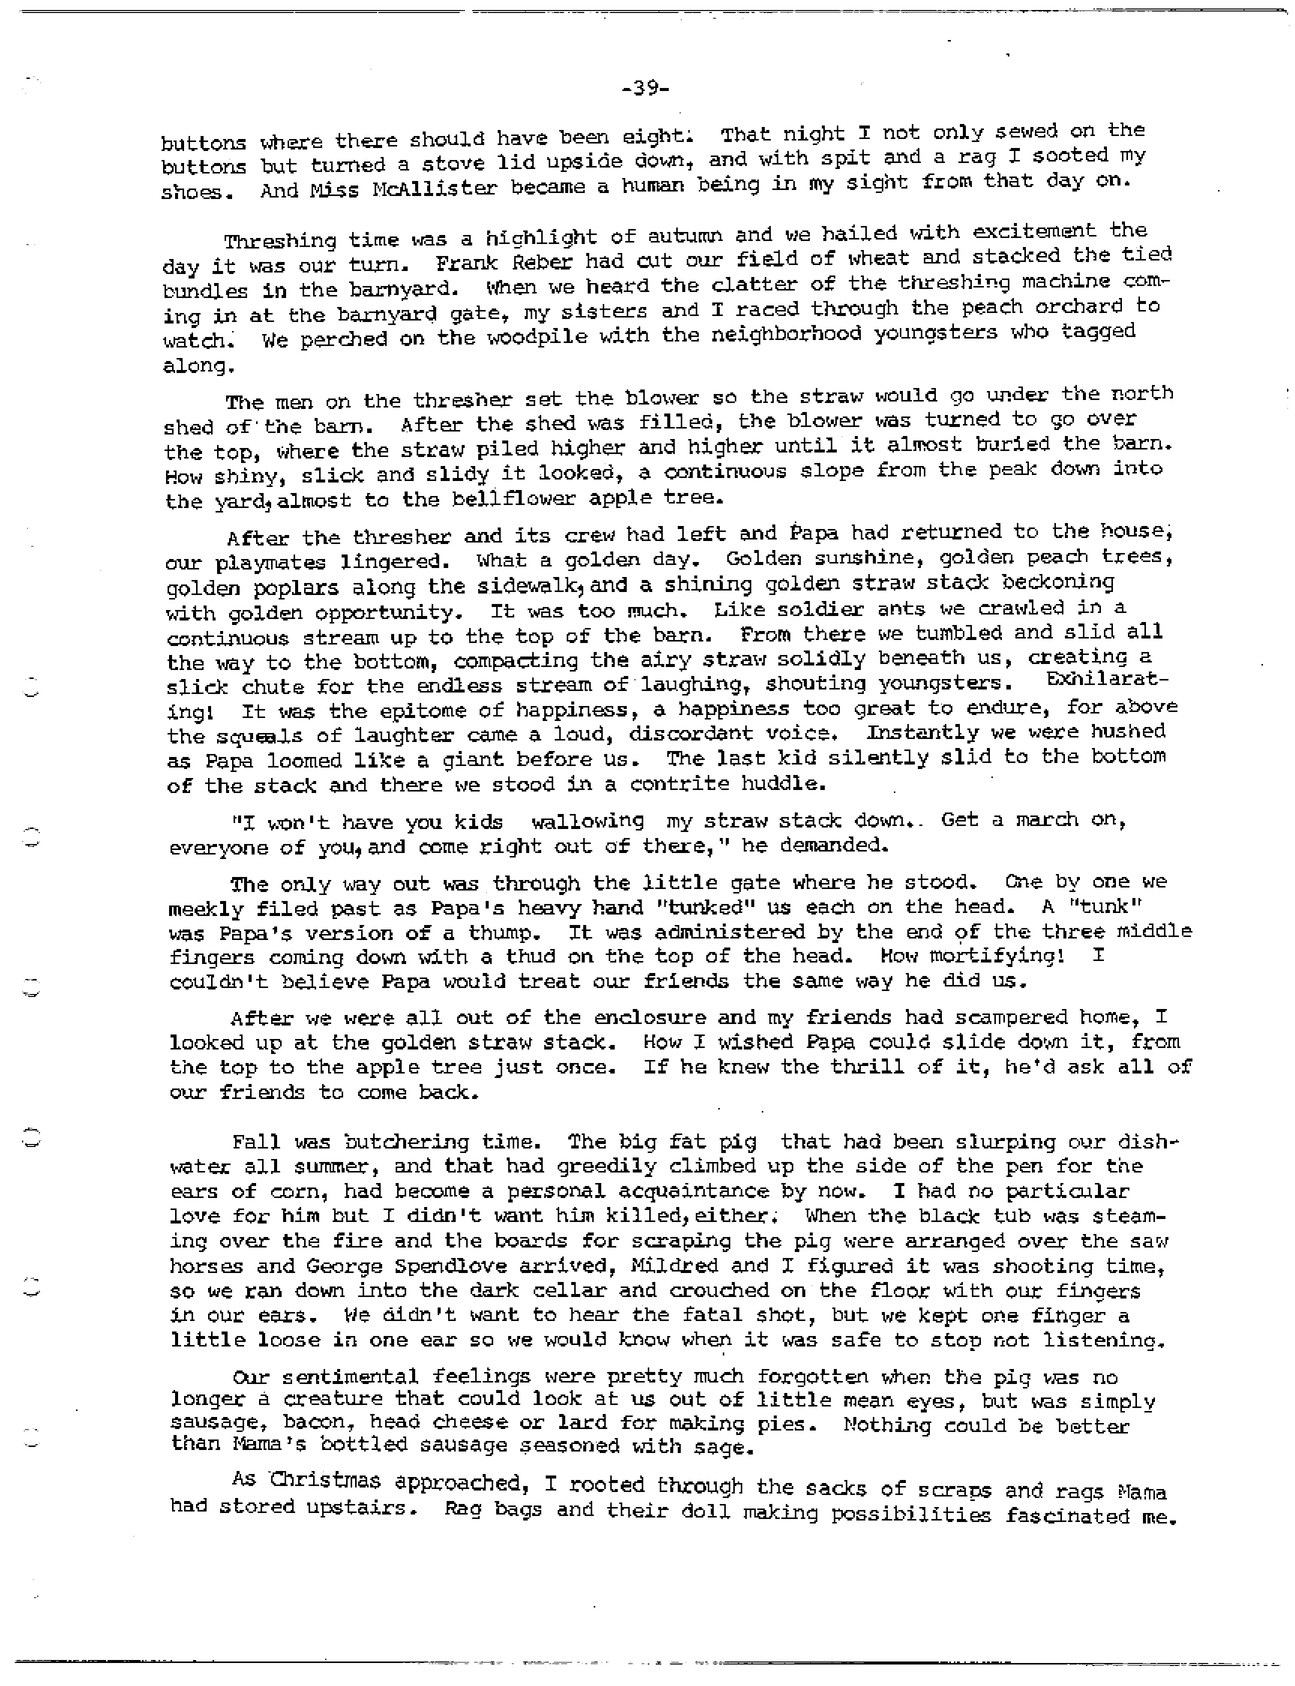 -39-
buttons where there should have been eight. That night I not only sewed on the
buttons but turned a stove lid upside down, and with spit and a rag I sooted my
shoes. And Miss McAllister became a human being in my sight from that day on.
Threshing time was a highlight of autumn and we hailed with excitement the
day it was our turn. Frank Reber had cut our field of wheat and stacked the tied
bundles in the barnyard. When we heard the clatter of the threshing machine com-
ing in at the barnyard gate, my sisters and I raced through the peach orchard to
watch. We perched on the woodpile with the neighborhood youngsters who tagged
along.
The men on the thresher set the blower so the straw would go under the north
shed of the barn. After the shed was filled, the blower was turned to go over
the top, where the straw piled higher and higher until it almost buried the barn.
How shiny, slick and slidy it looked, a continuous slope from the peak down into
the yard, almost to the bellflower apple tree.
After the thresher and its crew had left and Papa had returned to the house,
our playmates lingered. What a golden day. Golden sunshine, golden peach trees,
golden poplars along the sidewalk, and a shining golden straw stack beckoning
with golden opportunity. It was too much. Like soldier ants we crawled in a
continuous stream up to the top of the barn. From there we tumbled and slid all
the way to the bottom, compacting the airy straw solidly beneath us, creating a
slick chute for the endless stream of laughing, shouting youngsters. Exhilarat-
ing! It was the epitome of happiness, a happiness too great to endure, for above
the squeals of laughter came a loud, discordant voice. Instantly we were hushed
as Papa loomed like a giant before us. The last kid silently slid to the bottom
of the stack and there we stood in a contrite huddle.
"I won't have you kids wallowing my straw stack down. Get a march on,
everyone of you, and come right out of there," he demanded.
The only way out was through the little gate where he stood. One by one we
meekly filed past as Papa's heavy hand "tunked" us each on the head. A "tunk"
was Papa's version of a thump. It was administered by the end of the three middle
fingers coming down with a thud on the top of the head. How mortifying! I
couldn't believe Papa would treat our friends the same way he did us.
After we were all out of the enclosure and my friends had scampered home, I
looked up at the golden straw stack. How I wished Papa could slide down it, from
the top to the apple tree just once. If he knew the thrill of it, he'd ask all of
our friends to come back.
Fall was butchering time. The big fat pig that had been slurping our dish-
water all summer, and that had greedily climbed up the side of the pen for the
ears of corn, had become a personal acquaintance by now. I had no particular
love for him but I didn't want him killed, either. When the black tub was steam-
ing over the fire and the boards for scraping the pig were arranged over the saw
horses and George Spendlove arrived, Mildred and I figured it was shooting time,
so we ran down into the dark cellar and crouched on the floor with our fingers
in our ears. We didn't want to hear the fatal shot, but we kept one finger a
little loose in one ear so we would know when it was safe to stop not listening.
Our sentimental feelings were pretty much forgotten when the pig was no
longer a creature that could look at us out of little mean eyes, but was simply
sausage, bacon, head cheese or lard for making pies. Nothing could be better
than Mama's bottled sausage seasoned with sage.
As Christmas approached, I rooted through the sacks of scraps and rags Mama
had stored upstairs. Rag bags and their doll making possibilities fascinated me.